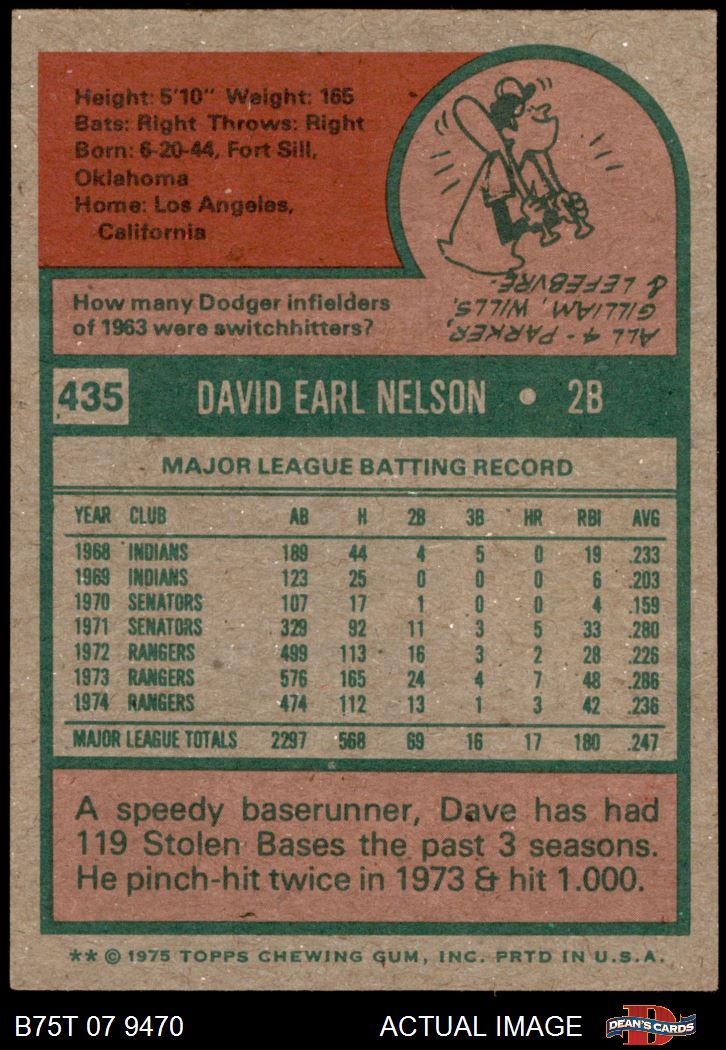 Height: 5'10" Weight: 165
Bats: Right Throws: Right
Born: 6-20-44, Fort Sill,
Oklahoma
Home: Los Angeles,
California
How many Dodger infielders
of 1963 were switchhitters?
ALL 4 - PARKER,
GILLIAM, WILLS,
& LEFEBVRE.
435 DAVID EARL NELSON • 2B
MAJOR LEAGUE BATTING RECORD
YEAR CLUB AB H 2B 3B HR RBI AVG
1968 INDIANS 189 44 4 5 0 19 .233
1969 INDIANS 123 25 0 0 0 6 .203
1970 SENATORS 107 17 1 0 0 4 .159
1971 SENATORS 329 92 11 3 5 33 .280
1972 RANGERS 499 113 16 3 2 28 .226
1973 RANGERS 576 165 24 4 7 48 .286
1974 RANGERS 474 112 13 1 3 42 .236
MAJOR LEAGUE TOTALS 2297 568 69 16 17 180 .247
A speedy baserunner, Dave has had
119 Stolen Bases the past 3 seasons.
He pinch-hit twice in 1973 & hit 1.000.
** © 1975 TOPPS CHEWING GUM, INC. PRTD IN U.S.A.
B75T 07 9470 ACTUAL IMAGE DEAN'S CARDS